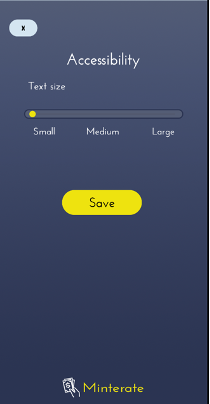 x
Accessibility
Text size
Small Medium Large
Save
Minterate